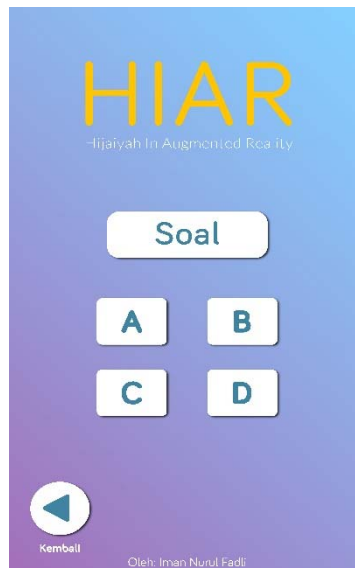 HIAR
Hijaiyah In Augmented Reality
Soal
A B
C D
Kembali
Oleh: Iman Nurul Fadli